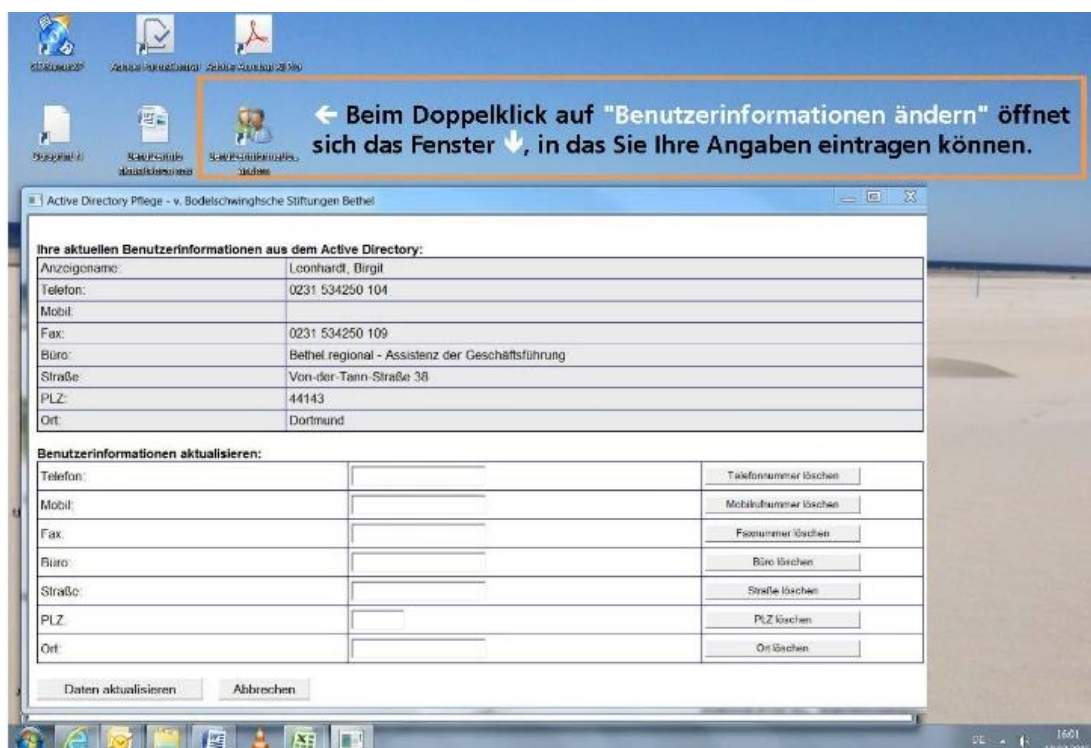 ← Beim Doppelklick auf "Benutzerinformationen ändern" öffnet
sich das Fenster ↓, in das Sie Ihre Angaben eintragen können.
Active Directory Pflege - v. Bodelschwinghsche Stiftungen Bethel
Ihre aktuellen Benutzerinformationen aus dem Active Directory:
Anzeigename: Leonhardt, Birgit
Telefon: 0231 534250 104
Mobil:
Fax: 0231 534250 109
Büro: Bethel.regional - Assistenz der Geschäftsführung
Straße Von-der-Tann-Straße 38
PLZ: 44143
Ort: Dortmund
Benutzerinformationen aktualisieren:
Telefon: Telefonnummer löschen
Mobil: Mobilrufnummer löschen
Fax: Faxnummer löschen
Büro: Büro löschen
Straße: Straße löschen
PLZ: PLZ löschen
Ort: Ort löschen
Daten aktualisieren Abbrechen
DE 16:01